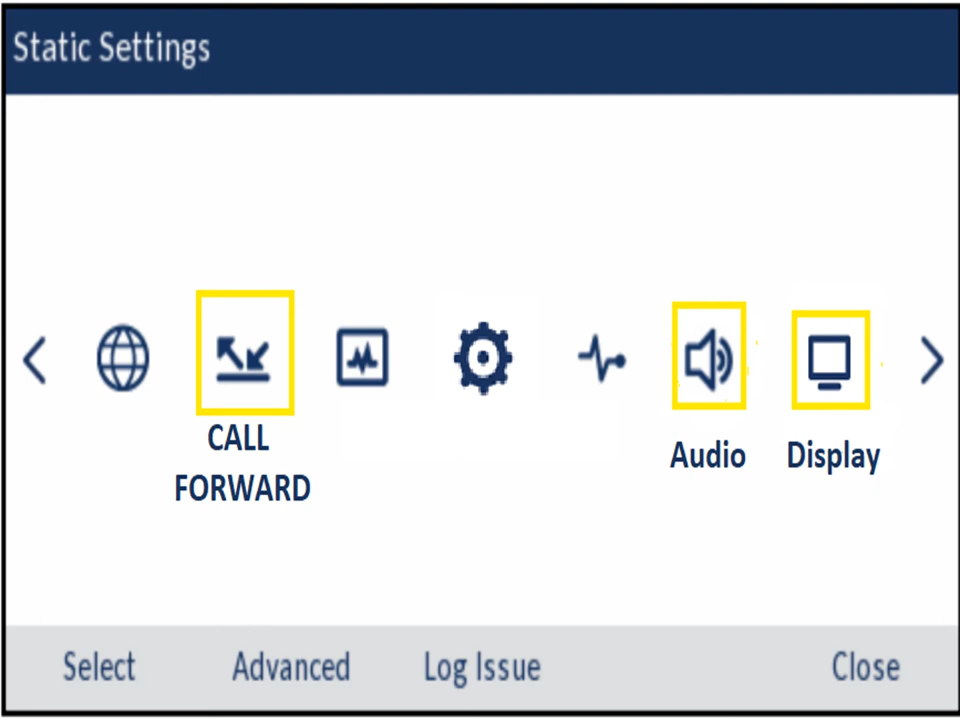 Static Settings
CALL
FORWARD
Audio Display
Select Advanced Log Issue Close